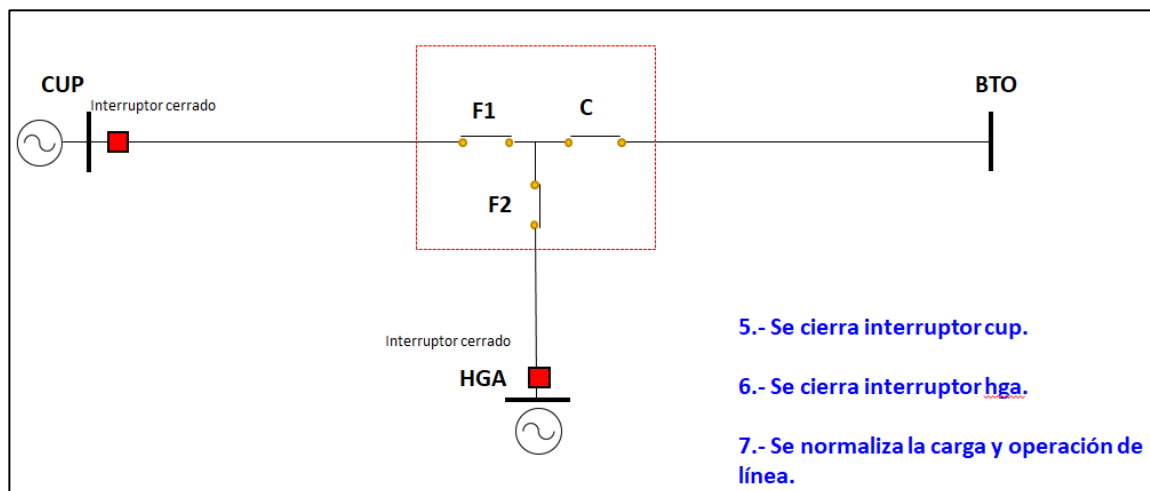 CUP
Interruptor cerrado
F1
C
BTO
F2
Interruptor cerrado
HGA
5.- Se cierra interruptor cup.
6.- Se cierra interruptor hga.
7.- Se normaliza la carga y operación de
línea.